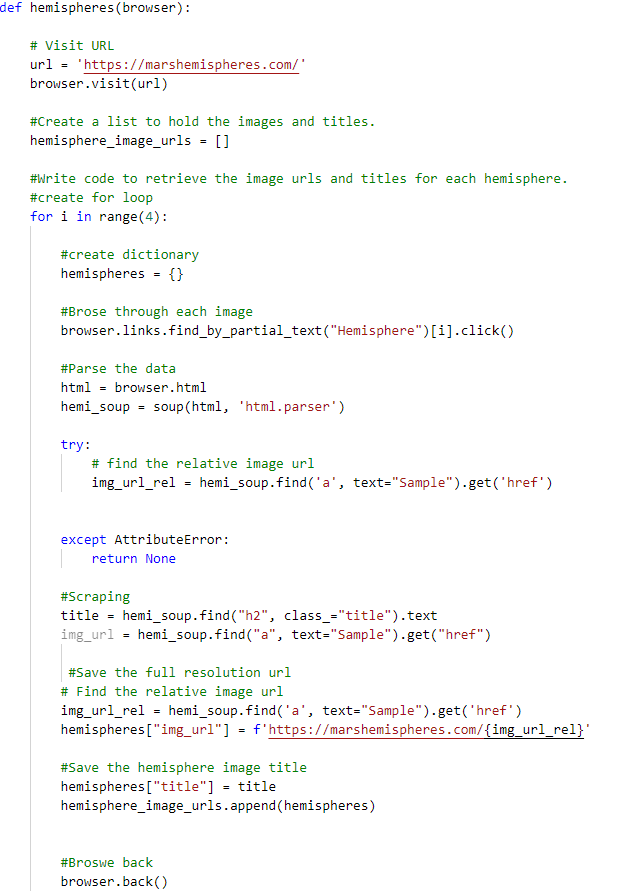 def hemispheres(browser):
# Visit URL
url = 'https://marshemispheres.com/'
browser.visit(url)
#Create a list to hold the images and titles.
hemisphere_image_urls = []
#Write code to retrieve the image urls and titles for each hemisphere.
#create for loop
for i in range(4):
#create dictionary
hemispheres = {}
#Brose through each image
browser.links.find_by_partial_text("Hemisphere")[i].click()
#Parse the data
html = browser.html
hemi_soup = soup(html, 'html.parser')
try:
# find the relative image url
img_url_rel = hemi_soup.find('a', text="Sample").get('href')
except AttributeError:
return None
#Scraping
title = hemi_soup.find("h2", class_="title").text
img_url = hemi_soup.find("a", text="Sample").get("href")
#Save the full resolution url
# Find the relative image url
img_url_rel = hemi_soup.find('a', text="Sample").get('href')
hemispheres["img_url"] = f'https://marshemispheres.com/{img_url_rel}'
#Save the hemisphere image title
hemispheres["title"] = title
hemisphere_image_urls.append(hemispheres)
#Broswe back
browser.back()